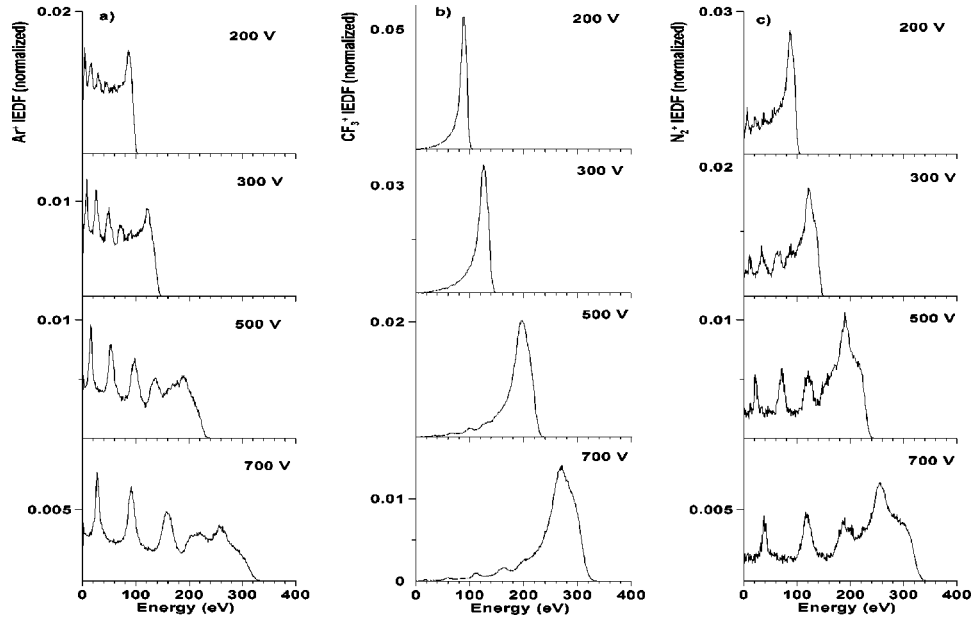 a)
0.02
200 V
Ar⁺ IEDF (normalized)
300 V
0.01
500 V
0.01
700 V
0.005
0 100 200 300 400
Energy (eV)
b)
200 V
0.05
CF₃⁺ IEDF (normalized)
300 V
0.03
500 V
0.02
700 V
0.01
0
0 100 200 300 400
Energy (eV)
c)
0.03
200 V
N₂⁺ IEDF (normalized)
0.02
300 V
0.01
500 V
700 V
0.005
0 100 200 300 400
Energy (eV)